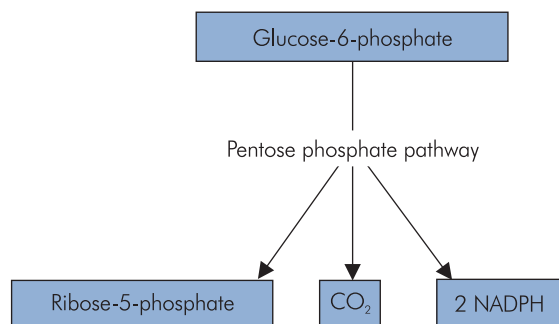 Glucose-6-phosphate
Pentose phosphate pathway
Ribose-5-phosphate
CO₂
2 NADPH